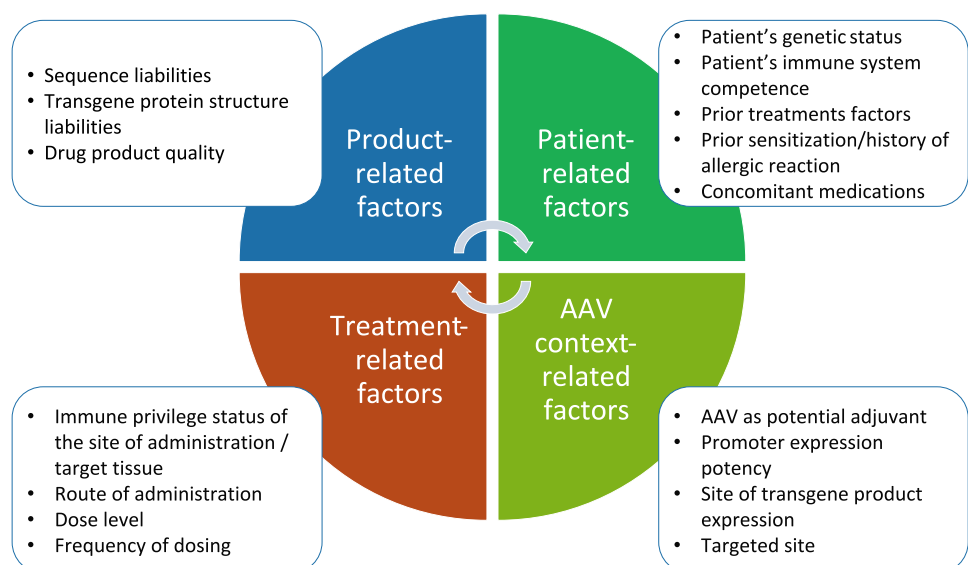 • Sequence liabilities
• Transgene protein structure
liabilities
• Drug product quality
Product-
related
factors
Patient-
related
factors
• Patient’s genetic status
• Patient’s immune system
competence
• Prior treatments factors
• Prior sensitization/history of
allergic reaction
• Concomitant medications
Treatment-
related
factors
AAV
context-
related
factors
• Immune privilege status of
the site of administration /
target tissue
• Route of administration
• Dose level
• Frequency of dosing
• AAV as potential adjuvant
• Promoter expression
potency
• Site of transgene product
expression
• Targeted site